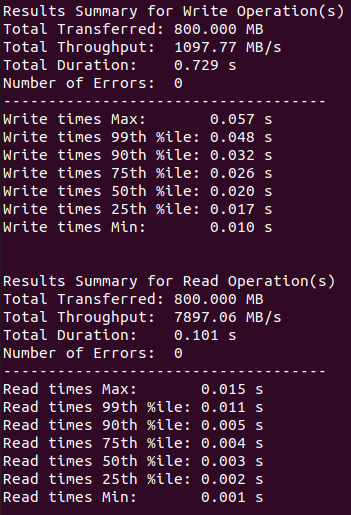 Results Summary for Write Operation(s)
Total Transferred: 800.000 MB
Total Throughput:  1097.77 MB/s
Total Duration:    0.729 s
Number of Errors:  0
------------------------------------
Write times Max:       0.057 s
Write times 99th %ile: 0.048 s
Write times 90th %ile: 0.032 s
Write times 75th %ile: 0.026 s
Write times 50th %ile: 0.020 s
Write times 25th %ile: 0.017 s
Write times Min:       0.010 s
Results Summary for Read Operation(s)
Total Transferred: 800.000 MB
Total Throughput:  7897.06 MB/s
Total Duration:    0.101 s
Number of Errors:  0
------------------------------------
Read times Max:       0.015 s
Read times 99th %ile: 0.011 s
Read times 90th %ile: 0.005 s
Read times 75th %ile: 0.004 s
Read times 50th %ile: 0.003 s
Read times 25th %ile: 0.002 s
Read times Min:       0.001 s